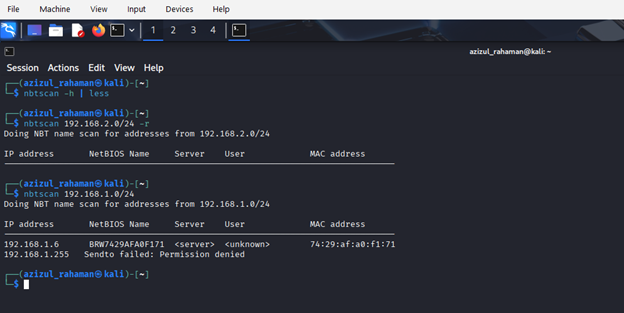 File Machine View Input Devices Help
1 2 3 4
azizul_rahaman@kali: ~
Session Actions Edit View Help
(azizul_rahaman㉿kali)-[~]
$ nbtscan -h | less
(azizul_rahaman㉿kali)-[~]
$ nbtscan 192.168.2.0/24 -r
Doing NBT name scan for addresses from 192.168.2.0/24
IP address NetBIOS Name Server User MAC address
(azizul_rahaman㉿kali)-[~]
$ nbtscan 192.168.1.0/24
Doing NBT name scan for addresses from 192.168.1.0/24
IP address NetBIOS Name Server User MAC address
192.168.1.6 BRW7429AFA0F171 <server> <unknown> 74:29:af:a0:f1:71
192.168.1.255 Sendto failed: Permission denied
(azizul_rahaman㉿kali)-[~]
$